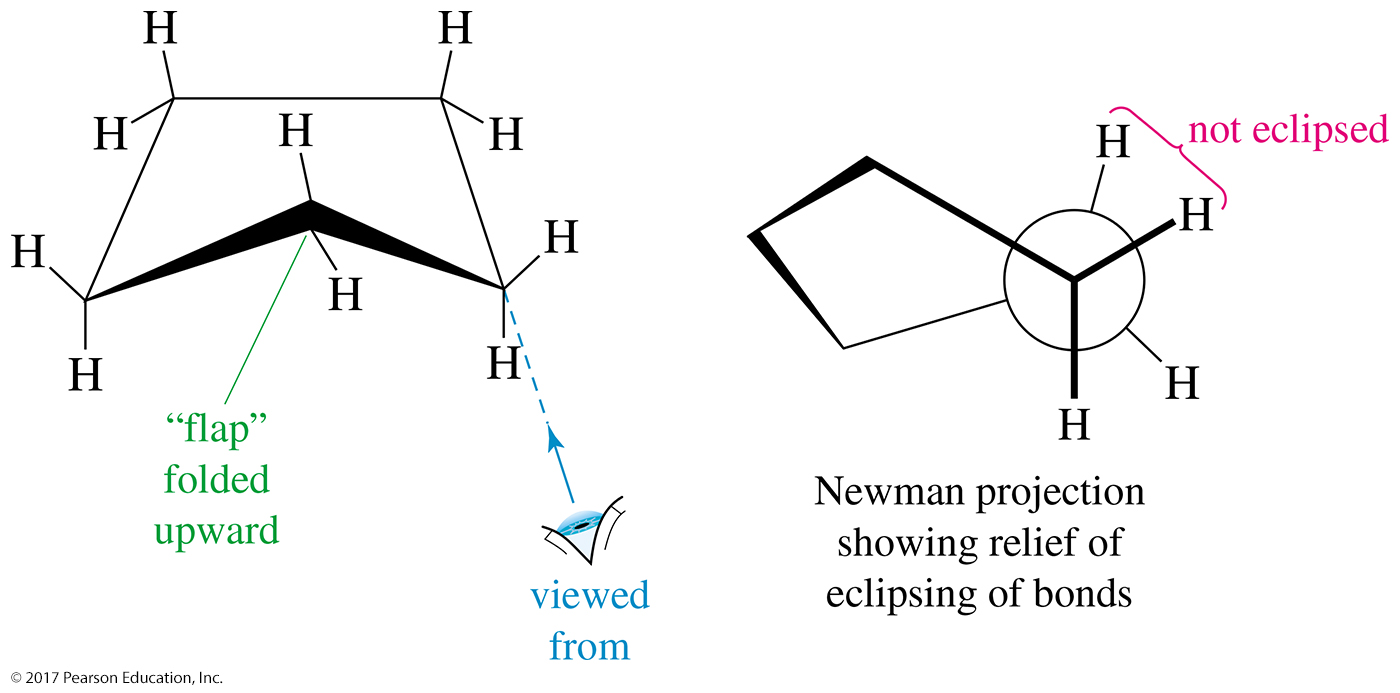 H
H
H
H
H
H
H
H
H
H
"flap"
folded
upward
viewed
from
H
not eclipsed
H
H
H
Newman projection
showing relief of
eclipsing of bonds
© 2017 Pearson Education, Inc.